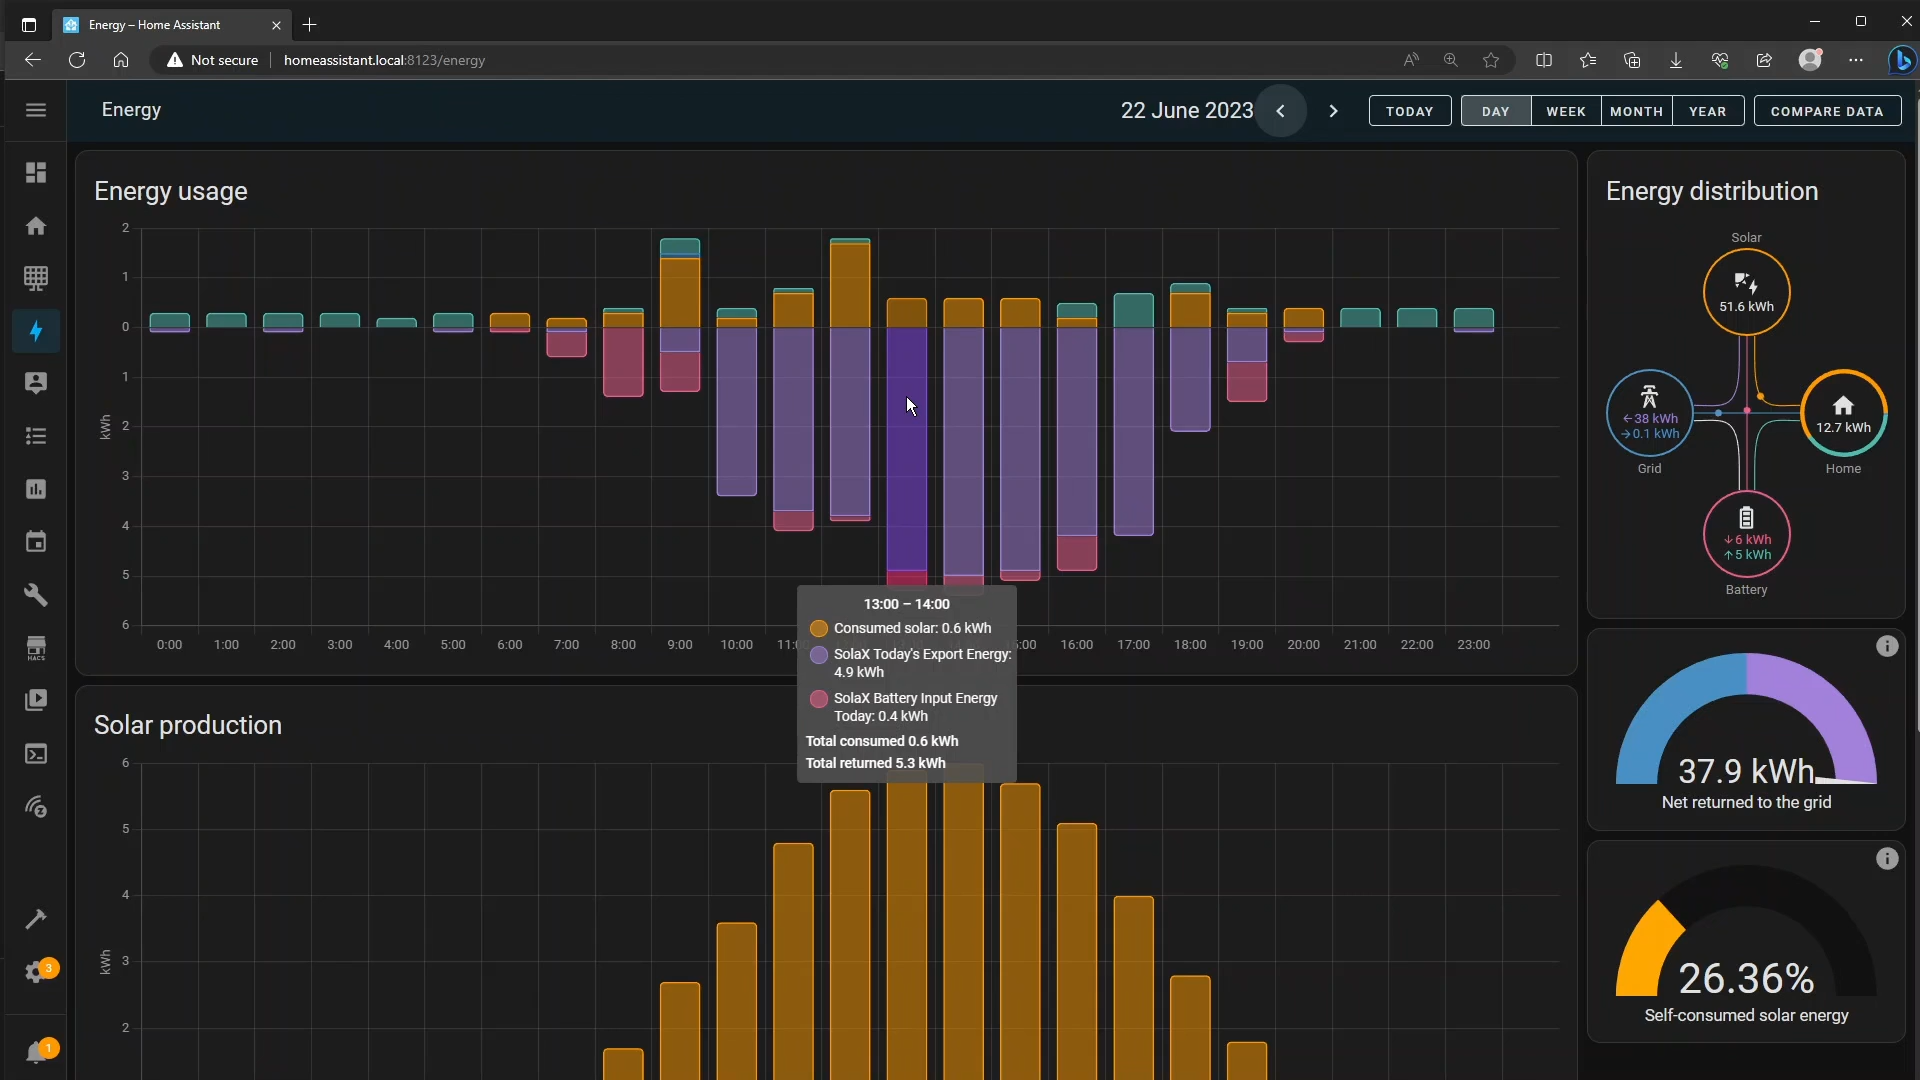 Energy – Home Assistant
Not secure
homeassistant.local:8123/energy
Energy
22 June 2023
TODAY
DAY
WEEK
MONTH
YEAR
COMPARE DATA
Energy usage
2
1
0
1
2
3
4
5
6
kWh
0:00
1:00
2:00
3:00
4:00
5:00
6:00
7:00
8:00
9:00
10:00
16:00
17:00
18:00
19:00
20:00
21:00
22:00
23:00
13:00 – 14:00
Consumed solar: 0.6 kWh
SolaX Today's Export Energy:
4.9 kWh
SolaX Battery Input Energy
Today: 0.4 kWh
Total consumed 0.6 kWh
Total returned 5.3 kWh
Solar production
6
5
4
3
2
kWh
Energy distribution
Solar
51.6 kWh
←38 kWh
→0.1 kWh
Grid
12.7 kWh
Home
↓6 kWh
↑5 kWh
Battery
37.9 kWh
Net returned to the grid
26.36%
Self-consumed solar energy
HACS
3
1